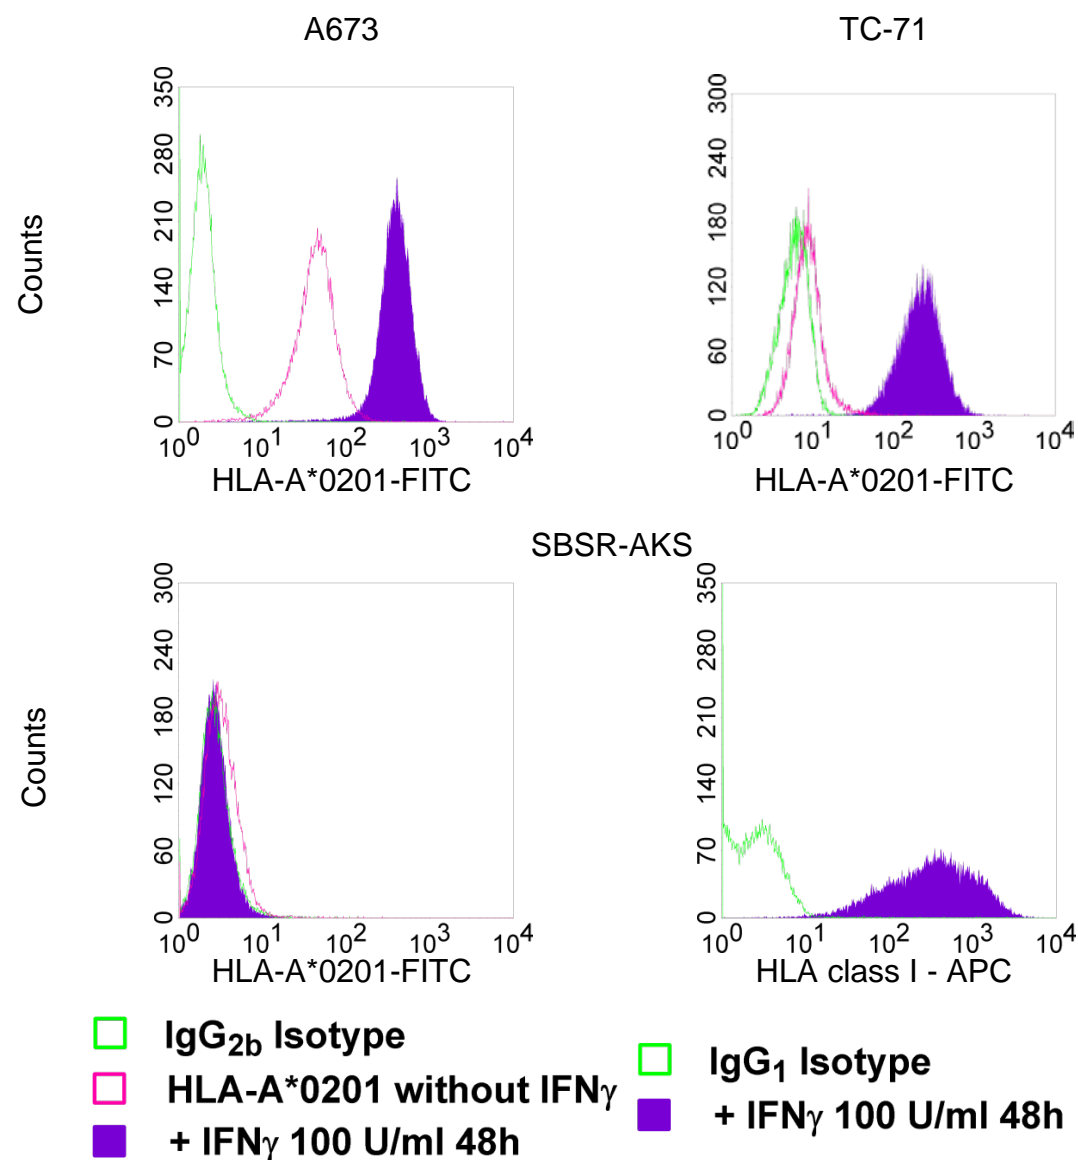 A673
TC-71
Counts
350
280
210
140
70
0
10^0 10^1 10^2 10^3 10^4
HLA-A*0201-FITC
300
240
180
120
60
0
10^0 10^1 10^2 10^3 10^4
HLA-A*0201-FITC
SBSR-AKS
Counts
300
240
180
120
60
0
10^0 10^1 10^2 10^3 10^4
HLA-A*0201-FITC
350
280
210
140
70
0
10^0 10^1 10^2 10^3 10^4
HLA class I - APC
IgG2b Isotype
HLA-A*0201 without IFNγ
+ IFNγ 100 U/ml 48h
IgG1 Isotype
+ IFNγ 100 U/ml 48h